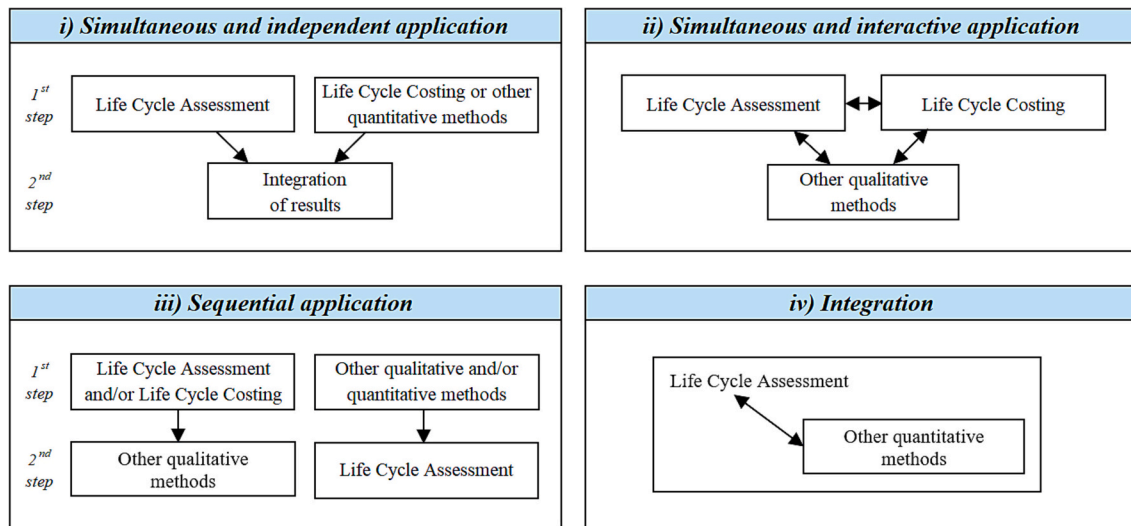 i) Simultaneous and independent application
1st
step
Life Cycle Assessment
Life Cycle Costing or other
quantitative methods
2nd
step
Integration
of results
ii) Simultaneous and interactive application
Life Cycle Assessment
Life Cycle Costing
Other qualitative
methods
iii) Sequential application
1st
step
Life Cycle Assessment
and/or Life Cycle Costing
Other qualitative and/or
quantitative methods
2nd
step
Other qualitative
methods
Life Cycle Assessment
iv) Integration
Life Cycle Assessment
Other quantitative
methods